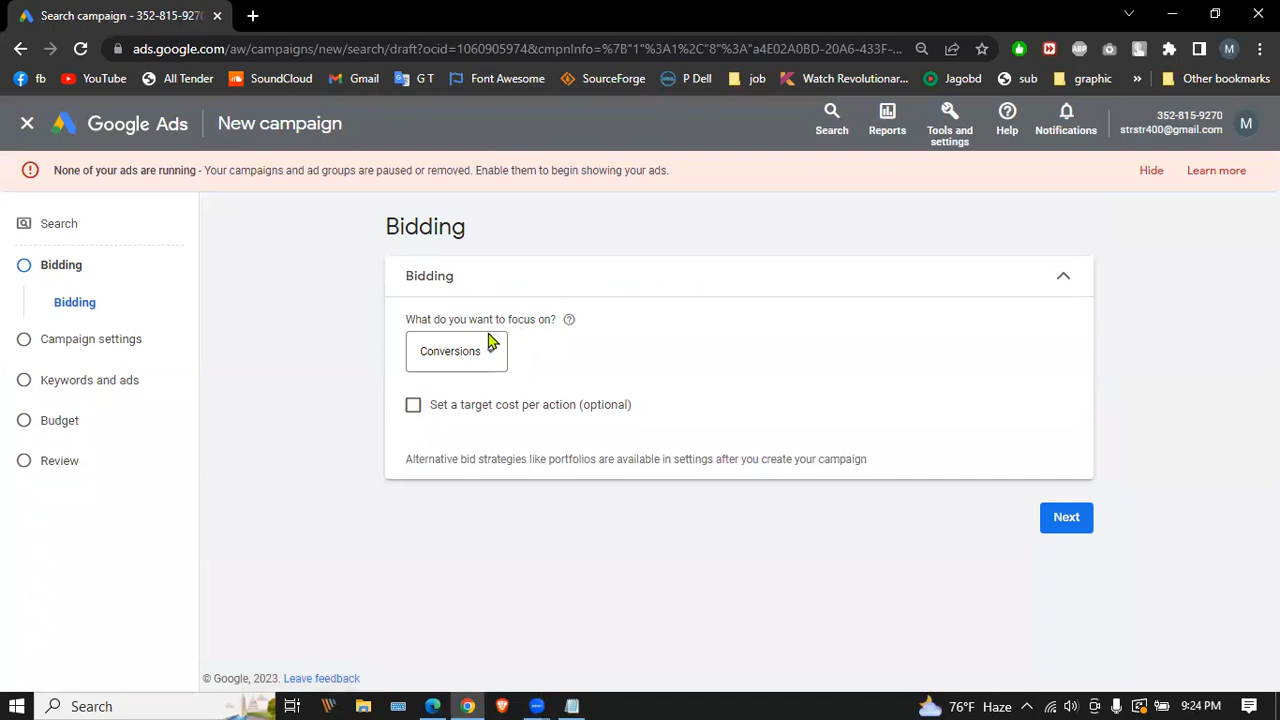 Search campaign - 352-815-9270
ads.google.com/aw/campaigns/new/search/draft?ocid=1060905974&cmpnInfo=%7B"1"%3A1%2C"8"%3A"a4E02A0BD-20A6-433F-...
fb
YouTube
All Tender
SoundCloud
Gmail
G T
Font Awesome
SourceForge
P Dell
job
Watch Revolutionar...
Jagobd
sub
graphic
»
Other bookmarks
Google Ads
New campaign
Search
Reports
Tools and
settings
Help
Notifications
352-815-9270
strstr400@gmail.com
M
None of your ads are running - Your campaigns and ad groups are paused or removed. Enable them to begin showing your ads.
Hide
Learn more
Search
Bidding
Bidding
Campaign settings
Keywords and ads
Budget
Review
Bidding
Bidding
What do you want to focus on?
Conversions
Set a target cost per action (optional)
Alternative bid strategies like portfolios are available in settings after you create your campaign
Next
© Google, 2023. Leave feedback
Search
76°F Haze
9:24 PM